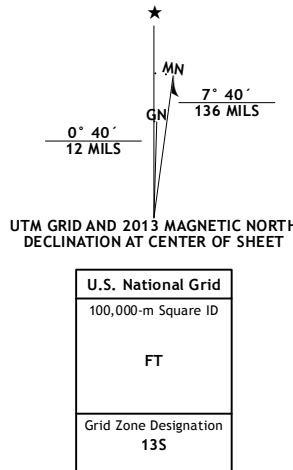 ★
MN
7° 40´
136 MILS
GN
0° 40´
12 MILS
UTM GRID AND 2013 MAGNETIC NORTH
DECLINATION AT CENTER OF SHEET
U.S. National Grid
100,000-m Square ID
FT
Grid Zone Designation
13S